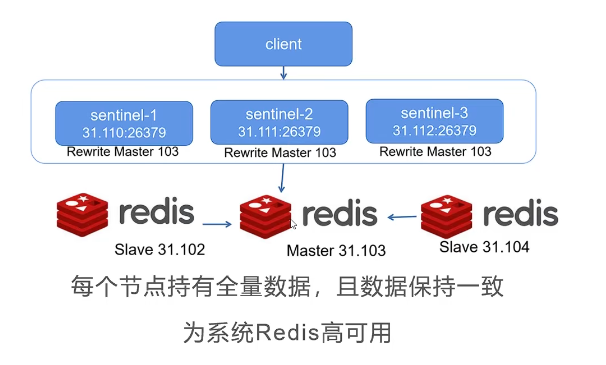 client
sentinel-1
31.110:26379
Rewrite Master 103
sentinel-2
31.111:26379
Rewrite Master 103
sentinel-3
31.112:26379
Rewrite Master 103
redis
Slave 31.102
redis
Master 31.103
redis
Slave 31.104
每个节点持有全量数据，且数据保持一致
为系统Redis高可用